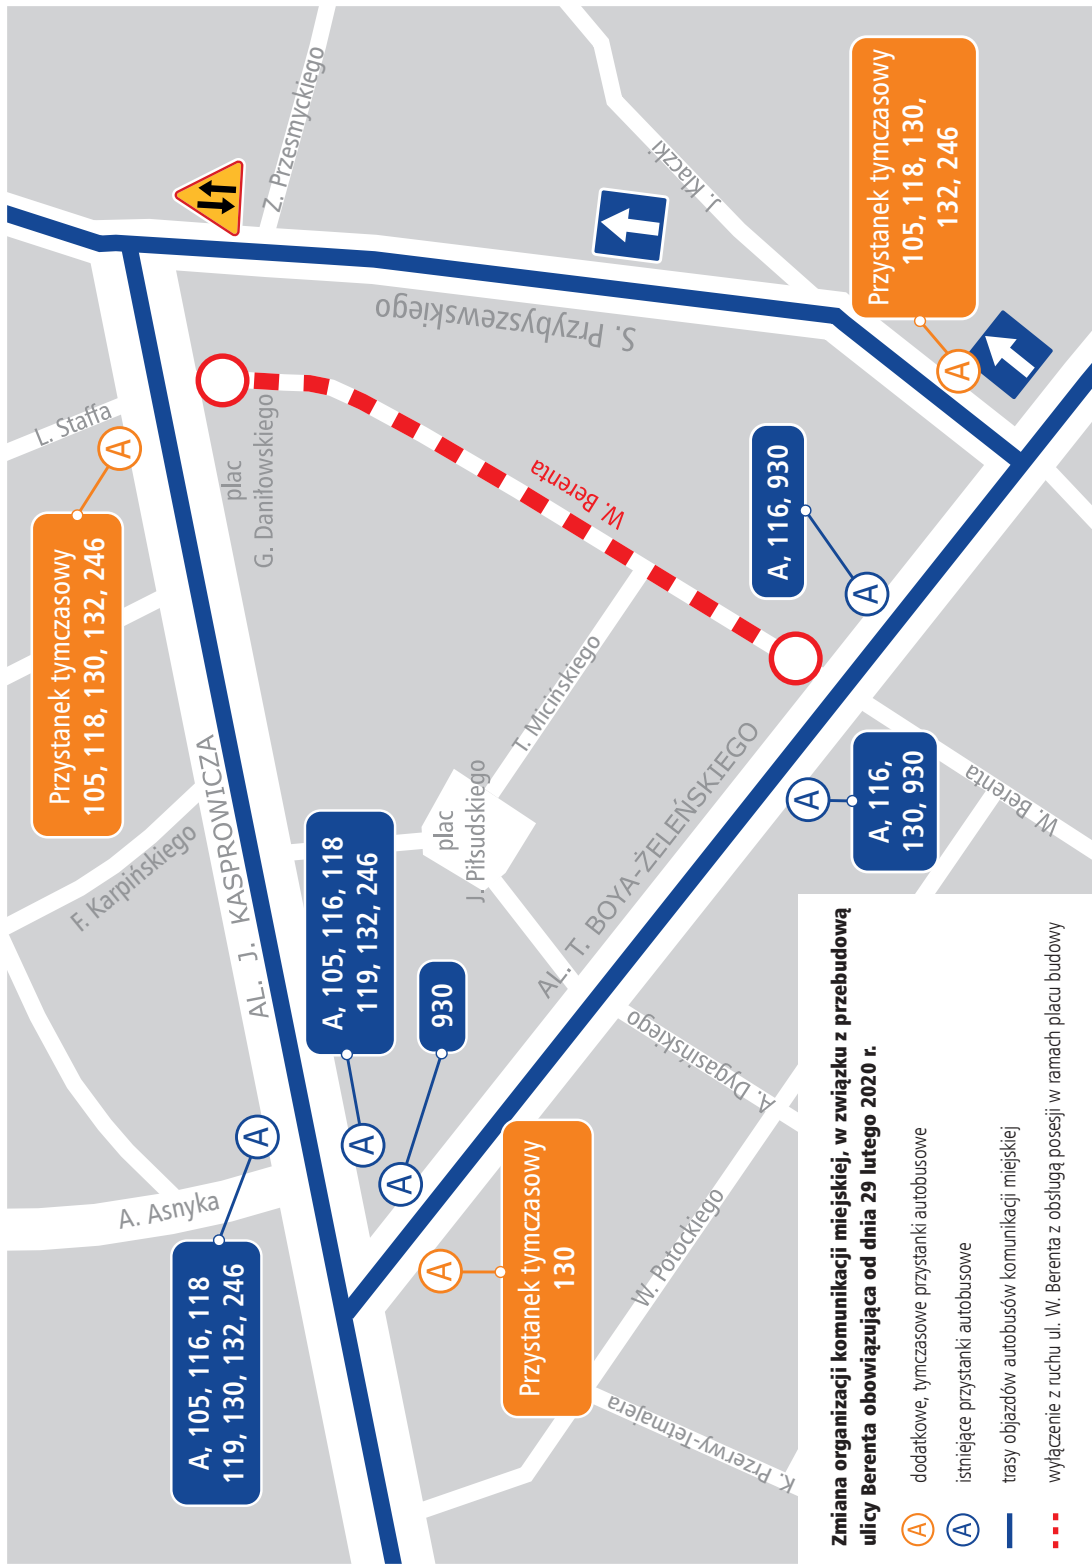 Przystanek tymczasowy
105, 118, 130, 132, 246
L. Staffa
plac
G. Daniłowskiego
Z. Przesmyckiego
F. Karpińskiego
AL. J. KASPROWICZA
A. Asnyka
A
A
A, 105, 116, 118
119, 130, 132, 246
A, 105, 116, 118
119, 132, 246
A
930
A
plac
J. Piłsudskiego
T. Micińskiego
W. Berenta
S. Przybyszewskiego
J. Klaczki
Przystanek tymczasowy
105, 118, 130,
132, 246
A
A, 116, 930
A
AL. T. BOYA-ŻELEŃSKIEGO
A
A, 116,
130, 930
W. Berenta
A
Przystanek tymczasowy
130
A. Dygasińskiego
W. Potockiego
K. Przerwy-Tetmajera
Zmiana organizacji komunikacji miejskiej, w związku z przebudową
ulicy Berenta obowiązująca od dnia 29 lutego 2020 r.
A dodatkowe, tymczasowe przystanki autobusowe
A istniejące przystanki autobusowe
trasy objazdów autobusów komunikacji miejskiej
wyłączenie z ruchu ul. W. Berenta z obsługą posesji w ramach placu budowy